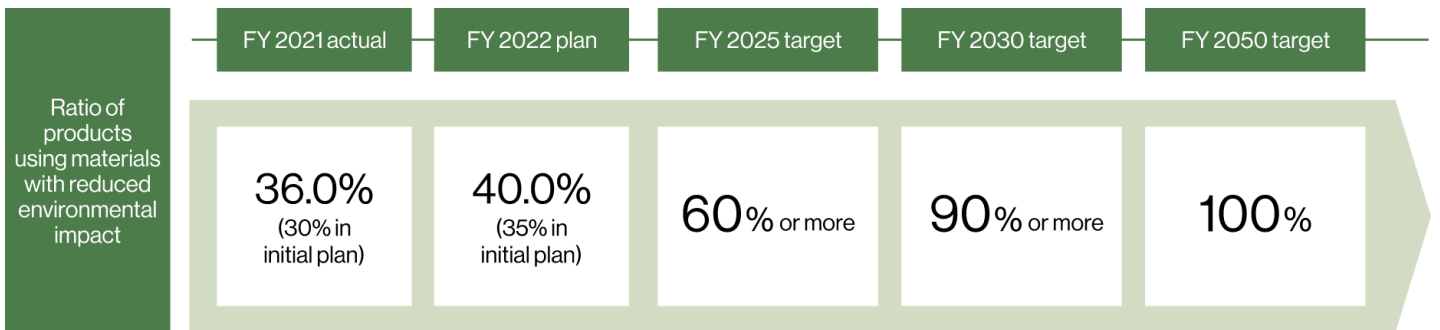 FY 2021 actual
FY 2022 plan
FY 2025 target
FY 2030 target
FY 2050 target
Ratio of
products
using materials
with reduced
environmental
impact
36.0%
(30% in
initial plan)
40.0%
(35% in
initial plan)
60% or more
90% or more
100%